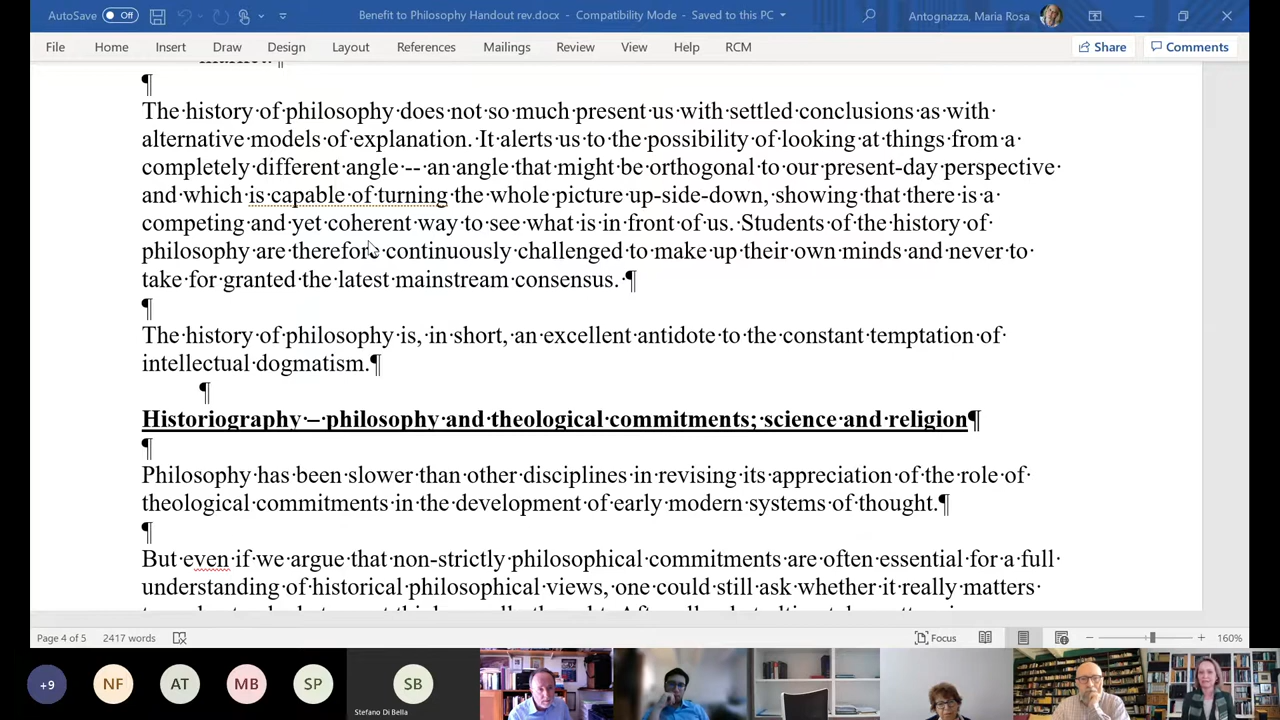 AutoSave Off Benefit to Philosophy Handout rev.docx - Compatibility Mode - Saved to this PC Antognazza, Maria Rosa
File Home Insert Draw Design Layout References Mailings Review View Help RCM Share Comments
¶
The history of philosophy does not so much present us with settled conclusions as with
alternative models of explanation. It alerts us to the possibility of looking at things from a
completely different angle -- an angle that might be orthogonal to our present-day perspective
and which is capable of turning the whole picture up-side-down, showing that there is a
competing and yet coherent way to see what is in front of us. Students of the history of
philosophy are therefore continuously challenged to make up their own minds and never to
take for granted the latest mainstream consensus. ¶
¶
The history of philosophy is, in short, an excellent antidote to the constant temptation of
intellectual dogmatism.¶
¶
Historiography – philosophy and theological commitments; science and religion¶
¶
Philosophy has been slower than other disciplines in revising its appreciation of the role of
theological commitments in the development of early modern systems of thought.¶
¶
But even if we argue that non-strictly philosophical commitments are often essential for a full
understanding of historical philosophical views, one could still ask whether it really matters
Page 4 of 5 2417 words Focus 160%
+9 NF AT MB SP SB
Stefano Di Bella